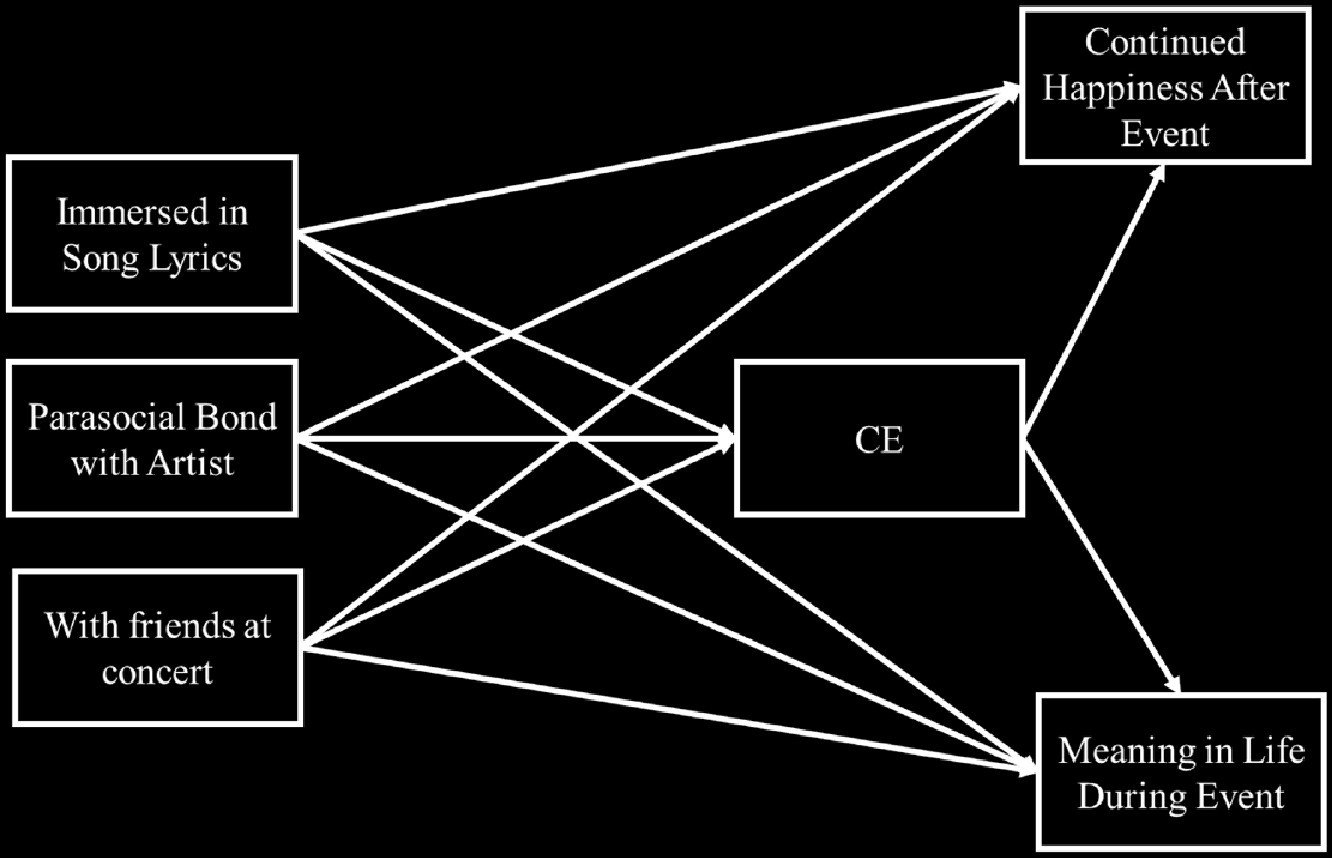 Continued
Happiness After
Event
Immersed in
Song Lyrics
Parasocial Bond
with Artist
CE
With friends at
concert
Meaning in Life
During Event